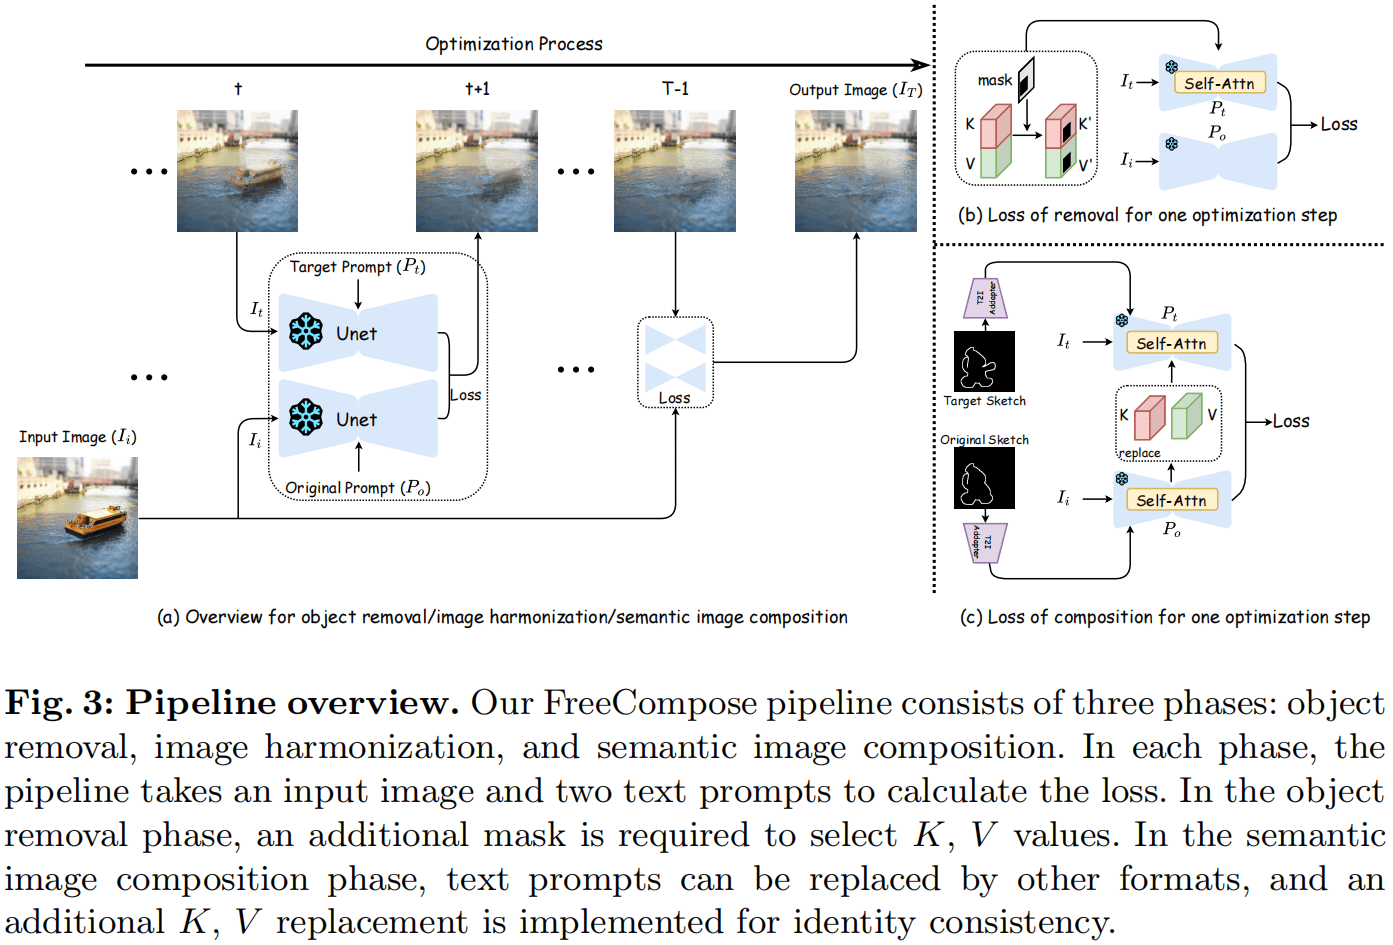 Optimization Process
t
t+1
T-1
Output Image (I_T)
Target Prompt (P_t)
I_t
Unet
Loss
Unet
I_i
Original Prompt (P_o)
Input Image (I_i)
Loss
(a) Overview for object removal/image harmonization/semantic image composition
mask
K
K'
V
V'
I_t
Self-Attn
P_t
P_o
I_i
Loss
(b) Loss of removal for one optimization step
T2I
Addapter
Target Sketch
Original Sketch
T2I
Addapter
P_t
I_t
Self-Attn
K
V
replace
Loss
I_i
Self-Attn
P_o
(c) Loss of composition for one optimization step
Fig. 3: Pipeline overview. Our FreeCompose pipeline consists of three phases: object
removal, image harmonization, and semantic image composition. In each phase, the
pipeline takes an input image and two text prompts to calculate the loss. In the object
removal phase, an additional mask is required to select K, V values. In the semantic
image composition phase, text prompts can be replaced by other formats, and an
additional K, V replacement is implemented for identity consistency.